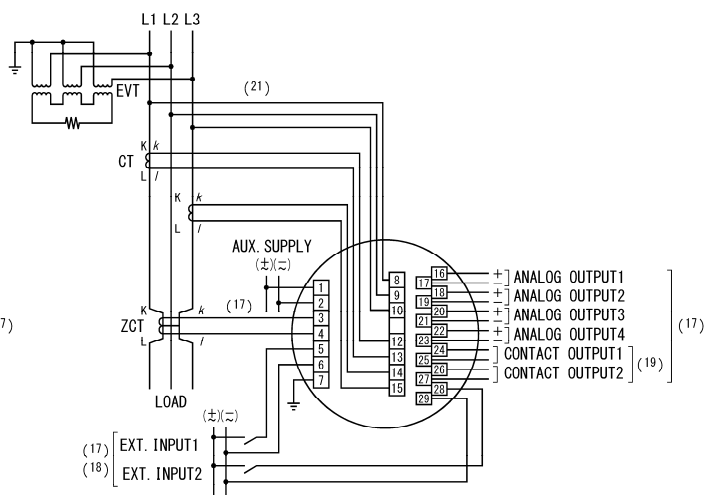 L1 L2 L3
EVT
(21)
K k
CT
L l
K k
L l
AUX. SUPPLY
(±)(∓)
K k
(17)
ZCT
L l
7)
LOAD
1
2
3
4
5
6
7
8
9
10
12
13
14
15
16
17
18
19
20
21
22
23
24
25
26
27
28
29
+
− ANALOG OUTPUT1
+
− ANALOG OUTPUT2
+
− ANALOG OUTPUT3
+
− ANALOG OUTPUT4
CONTACT OUTPUT1
CONTACT OUTPUT2
(19)
(17)
(±)(∓)
(17) EXT. INPUT1
(18) EXT. INPUT2